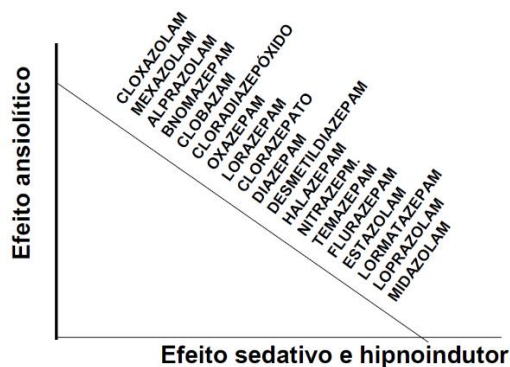 Efeito ansiolítico
CLOXAZOLAM
MEXAZOLAM
ALPRAZOLAM
BNOMAZEPAM
CLOBAZAM
CLORADIAZEPÓXIDO
OXAZEPAM
LORAZEPAM
CLORAZEPATO
DIAZEPAM
DESMETILDIAZEPAM
HALAZEPAM
NITRAZEPM.
TEMAZEPAM
FLURAZEPAM
ESTAZOLAM
LORMATAZEPAM
LOPRAZOLAM
MIDAZOLAM
Efeito sedativo e hipnoindutor